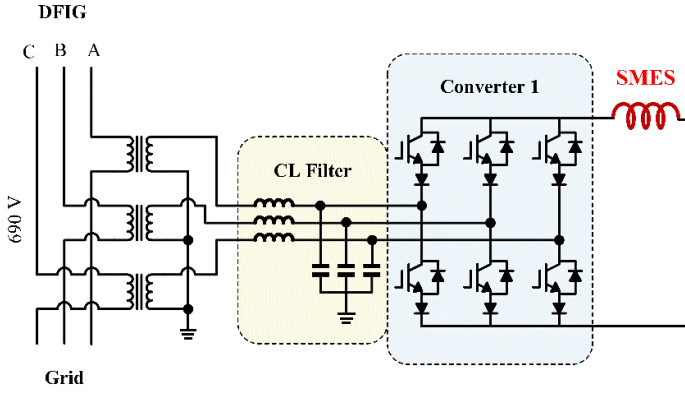 DFIG
C B A
Converter 1
SMES
CL Filter
690 V
Grid